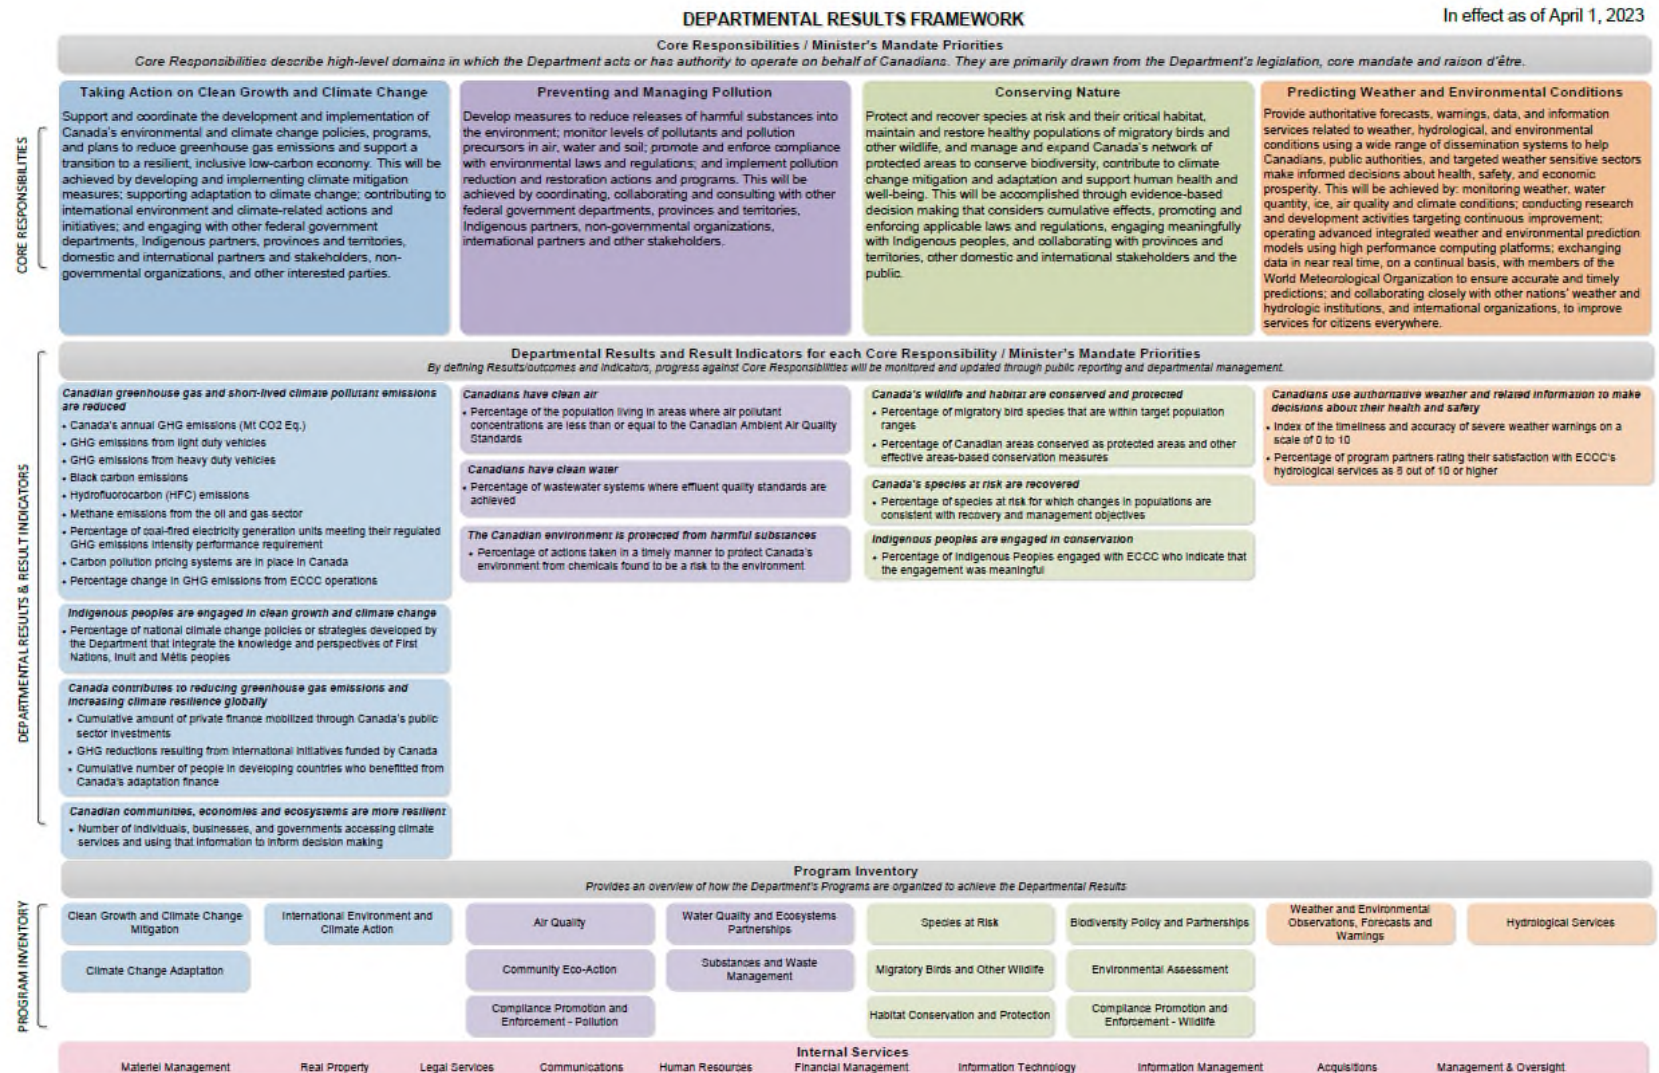 DEPARTMENTAL RESULTS FRAMEWORK
In effect as of April 1, 2023
Core Responsibilities / Minister's Mandate Priorities
Core Responsibilities describe high-level domains in which the Department acts or has authority to operate on behalf of Canadians. They are primarily drawn from the Department's legislation, core mandate and raison d'être.
CORE RESPONSIBILITIES
Taking Action on Clean Growth and Climate Change
Support and coordinate the development and implementation of
Canada's environmental and climate change policies, programs,
and plans to reduce greenhouse gas emissions and support a
transition to a resilient, inclusive low-carbon economy. This will be
achieved by developing and implementing climate mitigation
measures; supporting adaptation to climate change; contributing to
international environment and climate-related actions and
initiatives; and engaging with other federal government
departments, Indigenous partners, provinces and territories,
domestic and international partners and stakeholders, non-
governmental organizations, and other interested parties.
Preventing and Managing Pollution
Develop measures to reduce releases of harmful substances into
the environment; monitor levels of pollutants and pollution
precursors in air, water and soil; promote and enforce compliance
with environmental laws and regulations; and implement pollution
reduction and restoration actions and programs. This will be
achieved by coordinating, collaborating and consulting with other
federal government departments, provinces and territories,
Indigenous partners, non-governmental organizations,
international partners and other stakeholders.
Conserving Nature
Protect and recover species at risk and their critical habitat,
maintain and restore healthy populations of migratory birds and
other wildlife, and manage and expand Canada's network of
protected areas to conserve biodiversity, contribute to climate
change mitigation and adaptation and support human health and
well-being. This will be accomplished through evidence-based
decision making that considers cumulative effects, promoting and
enforcing applicable laws and regulations, engaging meaningfully
with Indigenous peoples, and collaborating with provinces and
territories, other domestic and international stakeholders and the
public.
Predicting Weather and Environmental Conditions
Provide authoritative forecasts, warnings, data, and information
services related to weather, hydrological, and environmental
conditions using a wide range of dissemination systems to help
Canadians, public authorities, and targeted weather sensitive sectors
make informed decisions about health, safety, and economic
prosperity. This will be achieved by: monitoring weather, water
quantity, ice, air quality and climate conditions; conducting research
and development activities targeting continuous improvement;
operating advanced integrated weather and environmental prediction
models using high performance computing platforms; exchanging
data in near real time, on a continual basis, with members of the
World Meteorological Organization to ensure accurate and timely
predictions; and collaborating closely with other nations' weather and
hydrologic institutions, and international organizations, to improve
services for citizens everywhere.
DEPARTMENTAL RESULTS & RESULT INDICATORS
Departmental Results and Result Indicators for each Core Responsibility / Minister's Mandate Priorities
By defining Results/outcomes and Indicators, progress against Core Responsibilities will be monitored and updated through public reporting and departmental management.
Canadian greenhouse gas and short-lived climate pollutant emissions
are reduced
• Canada's annual GHG emissions (Mt CO2 Eq.)
• GHG emissions from light duty vehicles
• GHG emissions from heavy duty vehicles
• Black carbon emissions
• Hydrofluorocarbon (HFC) emissions
• Methane emissions from the oil and gas sector
• Percentage of coal-fired electricity generation units meeting their regulated
GHG emissions intensity performance requirement
• Carbon pollution pricing systems are in place in Canada
• Percentage change in GHG emissions from ECCC operations
Indigenous peoples are engaged in clean growth and climate change
• Percentage of national climate change policies or strategies developed by
the Department that integrate the knowledge and perspectives of First
Nations, Inuit and Métis peoples
Canada contributes to reducing greenhouse gas emissions and
increasing climate resilience globally
• Cumulative amount of private finance mobilized through Canada's public
sector investments
• GHG reductions resulting from international initiatives funded by Canada
• Cumulative number of people in developing countries who benefitted from
Canada's adaptation finance
Canadian communities, economies and ecosystems are more resilient
• Number of individuals, businesses, and governments accessing climate
services and using that information to inform decision making
Canadians have clean air
• Percentage of the population living in areas where air pollutant
concentrations are less than or equal to the Canadian Ambient Air Quality
Standards
Canadians have clean water
• Percentage of wastewater systems where effluent quality standards are
achieved
The Canadian environment is protected from harmful substances
• Percentage of actions taken in a timely manner to protect Canada's
environment from chemicals found to be a risk to the environment
Canada's wildlife and habitat are conserved and protected
• Percentage of migratory bird species that are within target population
ranges
• Percentage of Canadian areas conserved as protected areas and other
effective areas-based conservation measures
Canada's species at risk are recovered
• Percentage of species at risk for which changes in populations are
consistent with recovery and management objectives
Indigenous peoples are engaged in conservation
• Percentage of Indigenous Peoples engaged with ECCC who indicate that
the engagement was meaningful
Canadians use authoritative weather and related information to make
decisions about their health and safety
• Index of the timeliness and accuracy of severe weather warnings on a
scale of 0 to 10
• Percentage of program partners rating their satisfaction with ECCC's
hydrological services as 8 out of 10 or higher
PROGRAM INVENTORY
Program Inventory
Provides an overview of how the Department's Programs are organized to achieve the Departmental Results
Clean Growth and Climate Change
Mitigation
International Environment and
Climate Action
Climate Change Adaptation
Air Quality
Water Quality and Ecosystems
Partnerships
Community Eco-Action
Substances and Waste
Management
Compliance Promotion and
Enforcement - Pollution
Species at Risk
Biodiversity Policy and Partnerships
Migratory Birds and Other Wildlife
Environmental Assessment
Habitat Conservation and Protection
Compliance Promotion and
Enforcement - Wildlife
Weather and Environmental
Observations, Forecasts and
Warnings
Hydrological Services
Internal Services
Materiel Management Real Property Legal Services Communications Human Resources Financial Management Information Technology Information Management Acquisitions Management & Oversight